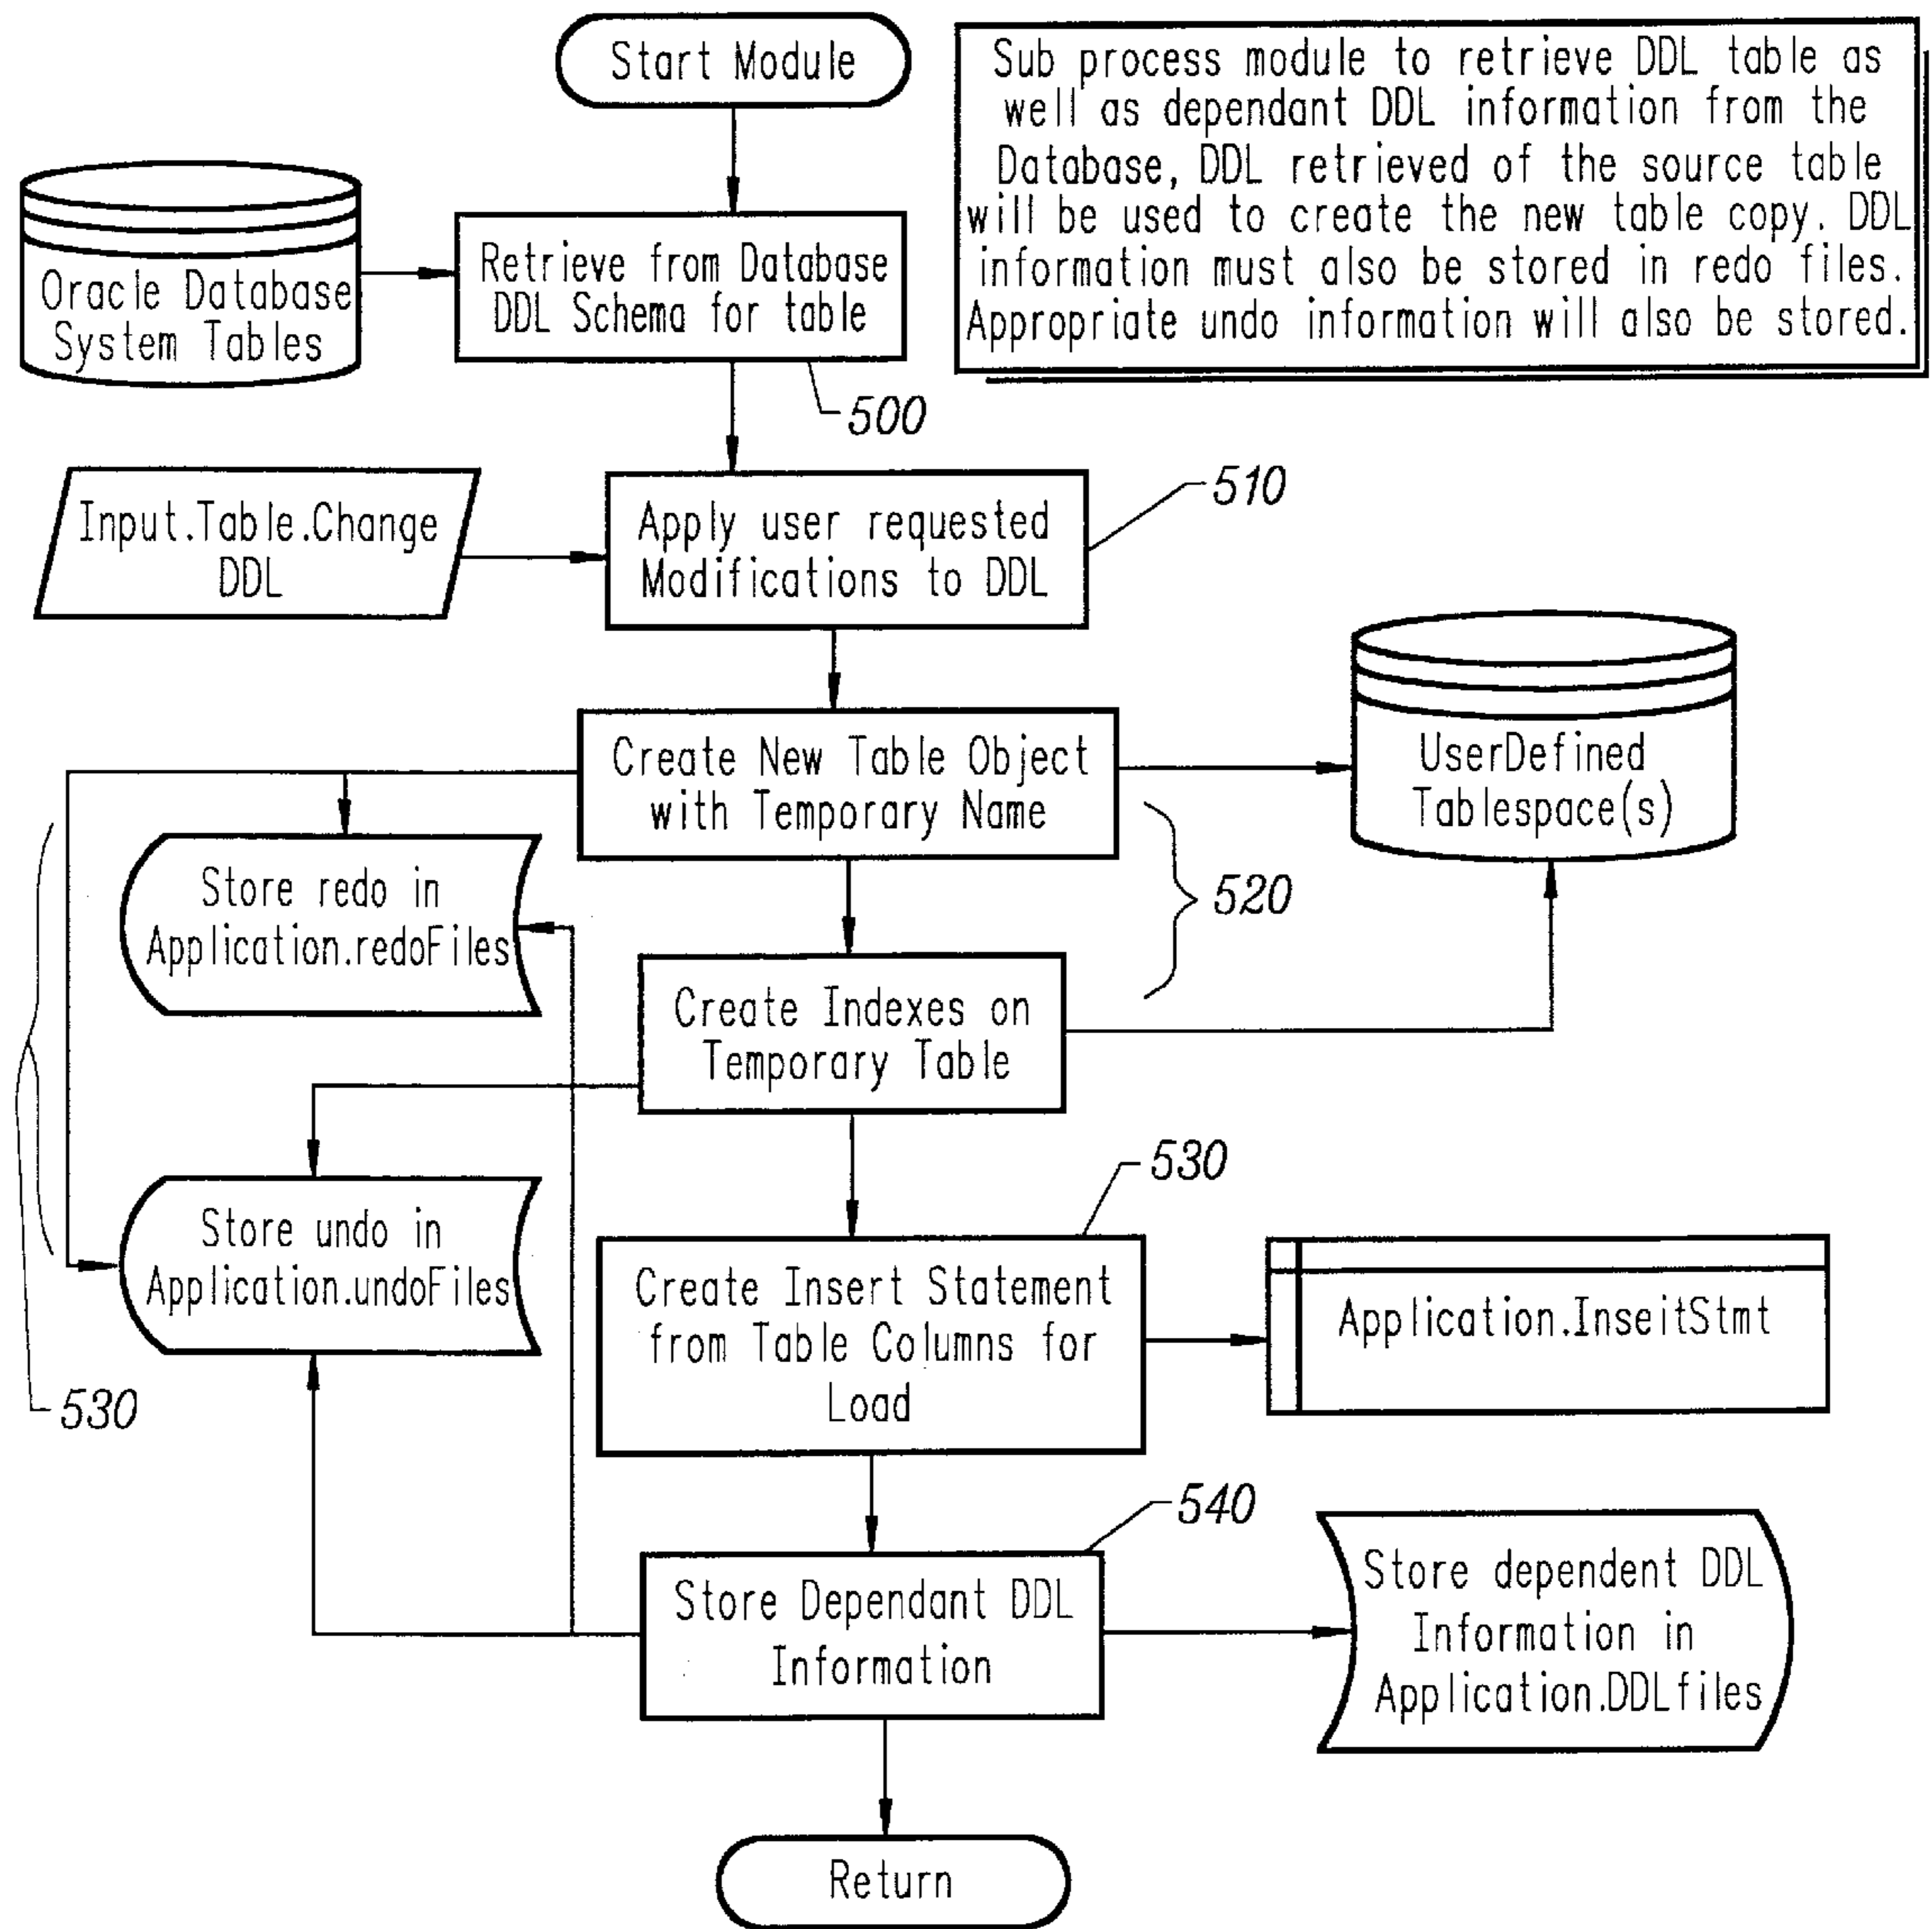 Start Module
Sub process module to retrieve DDL table as
well as dependant DDL information from the
Database, DDL retrieved of the source table
will be used to create the new table copy. DDL
information must also be stored in redo files.
Appropriate undo information will also be stored.
Oracle Database
System Tables
Retrieve from Database
DDL Schema for table
500
Input.Table.Change
DDL
Apply user requested
Modifications to DDL
510
Create New Table Object
with Temporary Name
UserDefined
Tablespace(s)
520
Store redo in
Application.redoFiles
Create Indexes on
Temporary Table
530
Store undo in
Application.undoFiles
530
Create Insert Statement
from Table Columns for
Load
Application.InseitStmt
540
Store Dependant DDL
Information
Store dependent DDL
Information in
Application.DDLfiles
Return